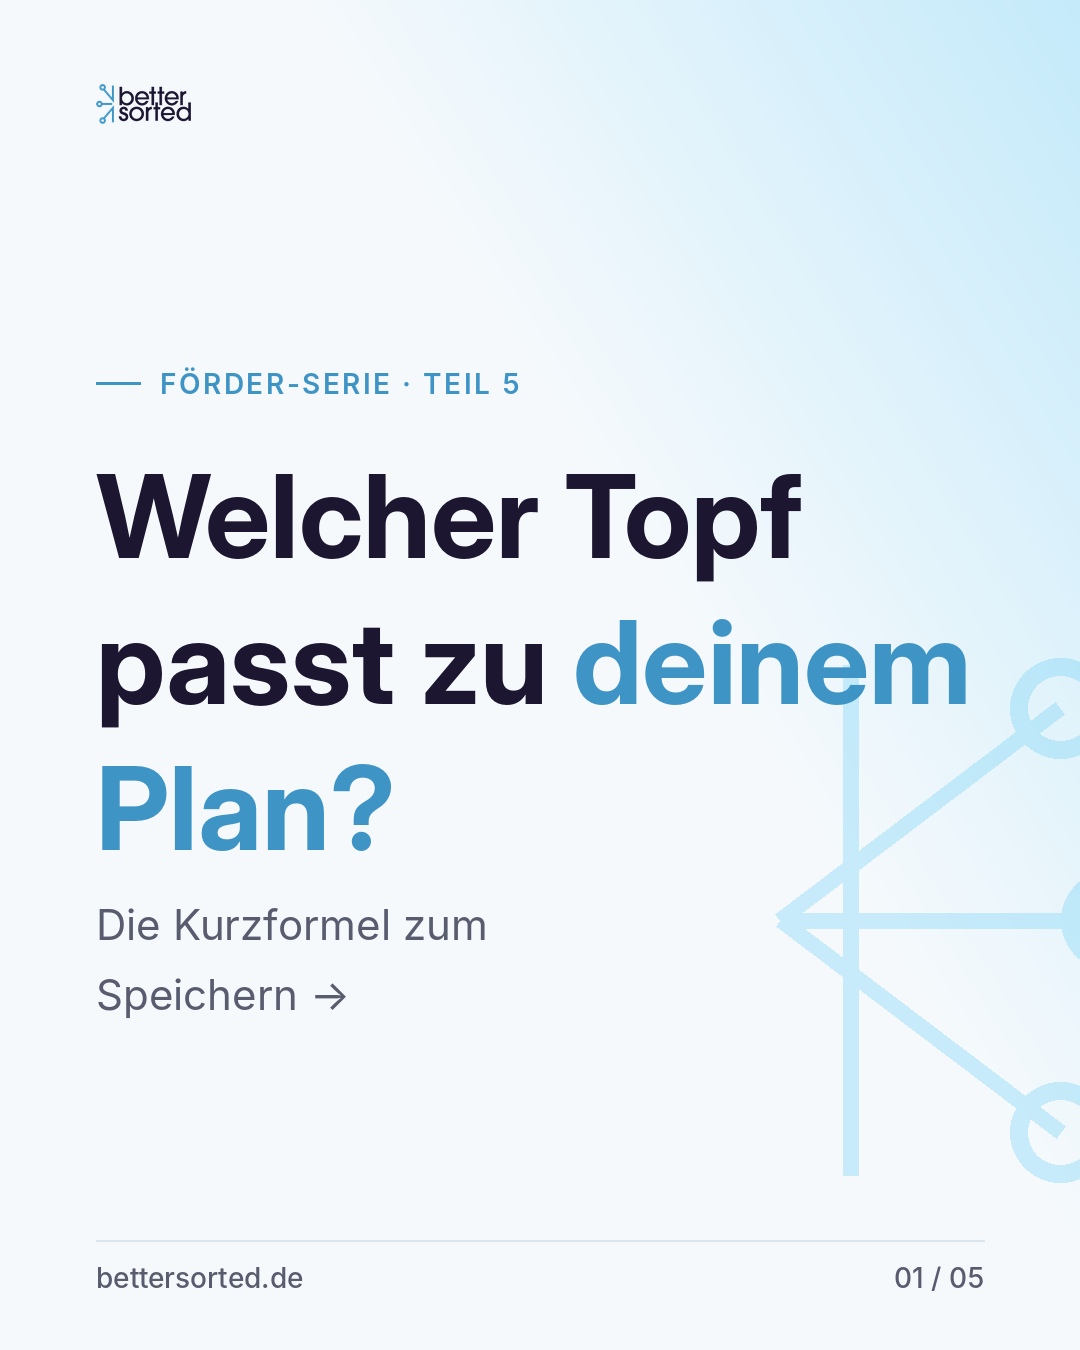 better
sorted
FÖRDER-SERIE · TEIL 5
Welcher Topf
passt zu deinem
Plan?
Die Kurzformel zum
Speichern →
bettersorted.de
01 / 05